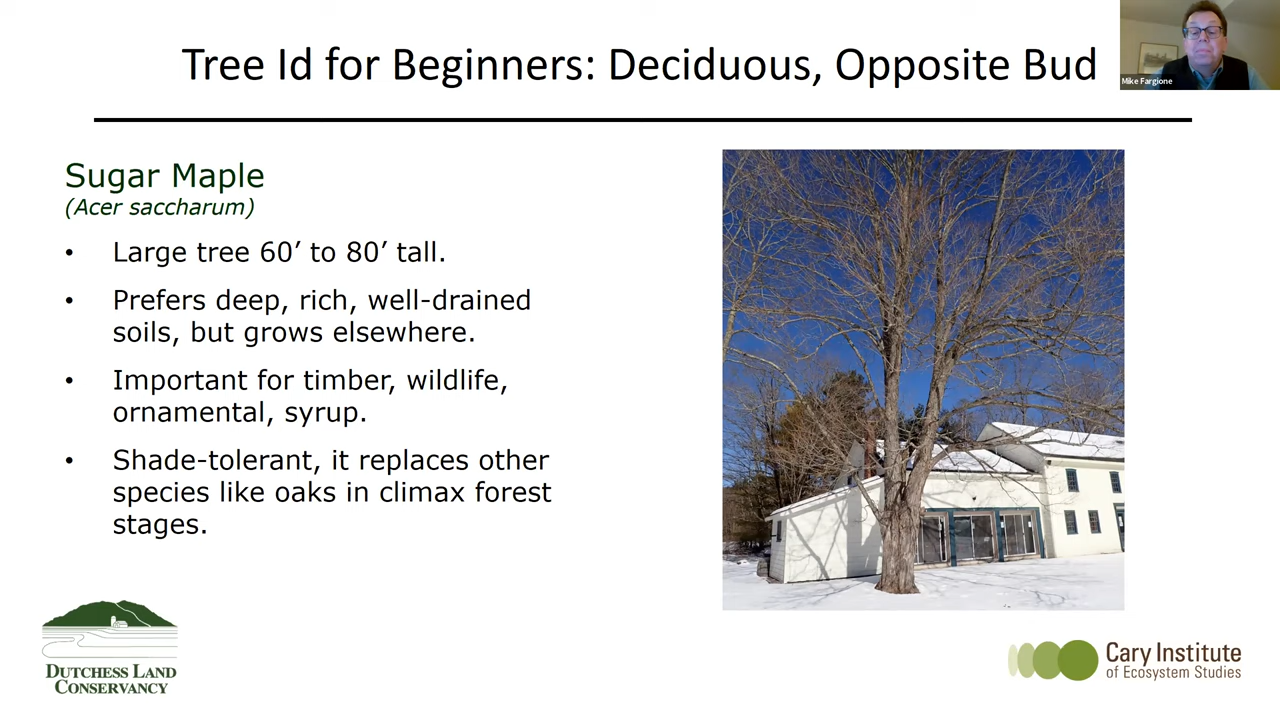 Tree Id for Beginners: Deciduous, Opposite Bud
Mike Fargione
Sugar Maple
(Acer saccharum)
• Large tree 60’ to 80’ tall.
• Prefers deep, rich, well-drained
soils, but grows elsewhere.
• Important for timber, wildlife,
ornamental, syrup.
• Shade-tolerant, it replaces other
species like oaks in climax forest
stages.
DUTCHESS LAND
CONSERVANCY
Cary Institute
of Ecosystem Studies